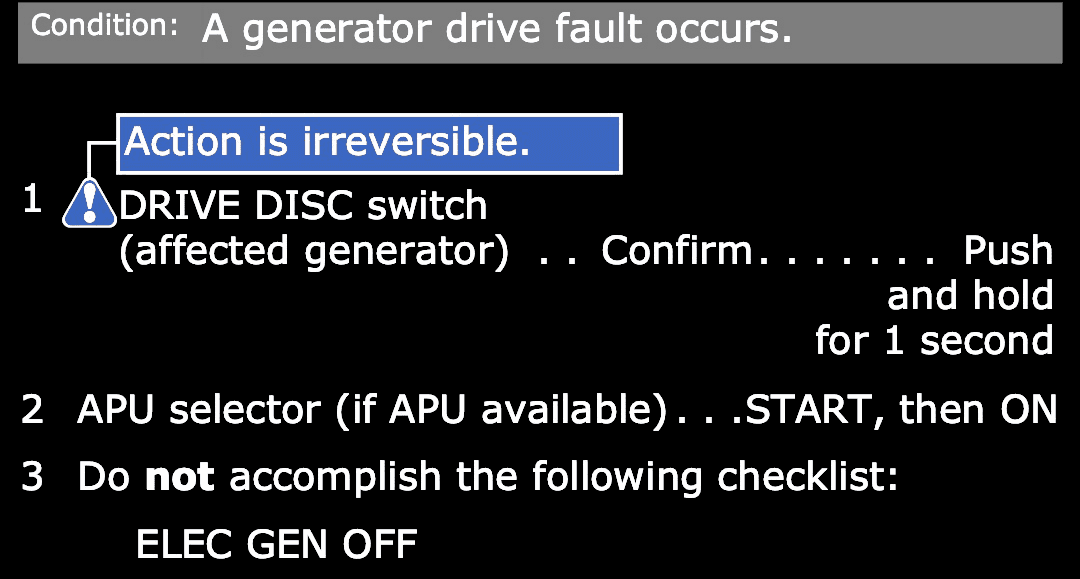 Condition: A generator drive fault occurs.
Action is irreversible.
1 ! DRIVE DISC switch
(affected generator) . . Confirm. . . . . . . Push
and hold
for 1 second
2 APU selector (if APU available) . . .START, then ON
3 Do not accomplish the following checklist:
ELEC GEN OFF